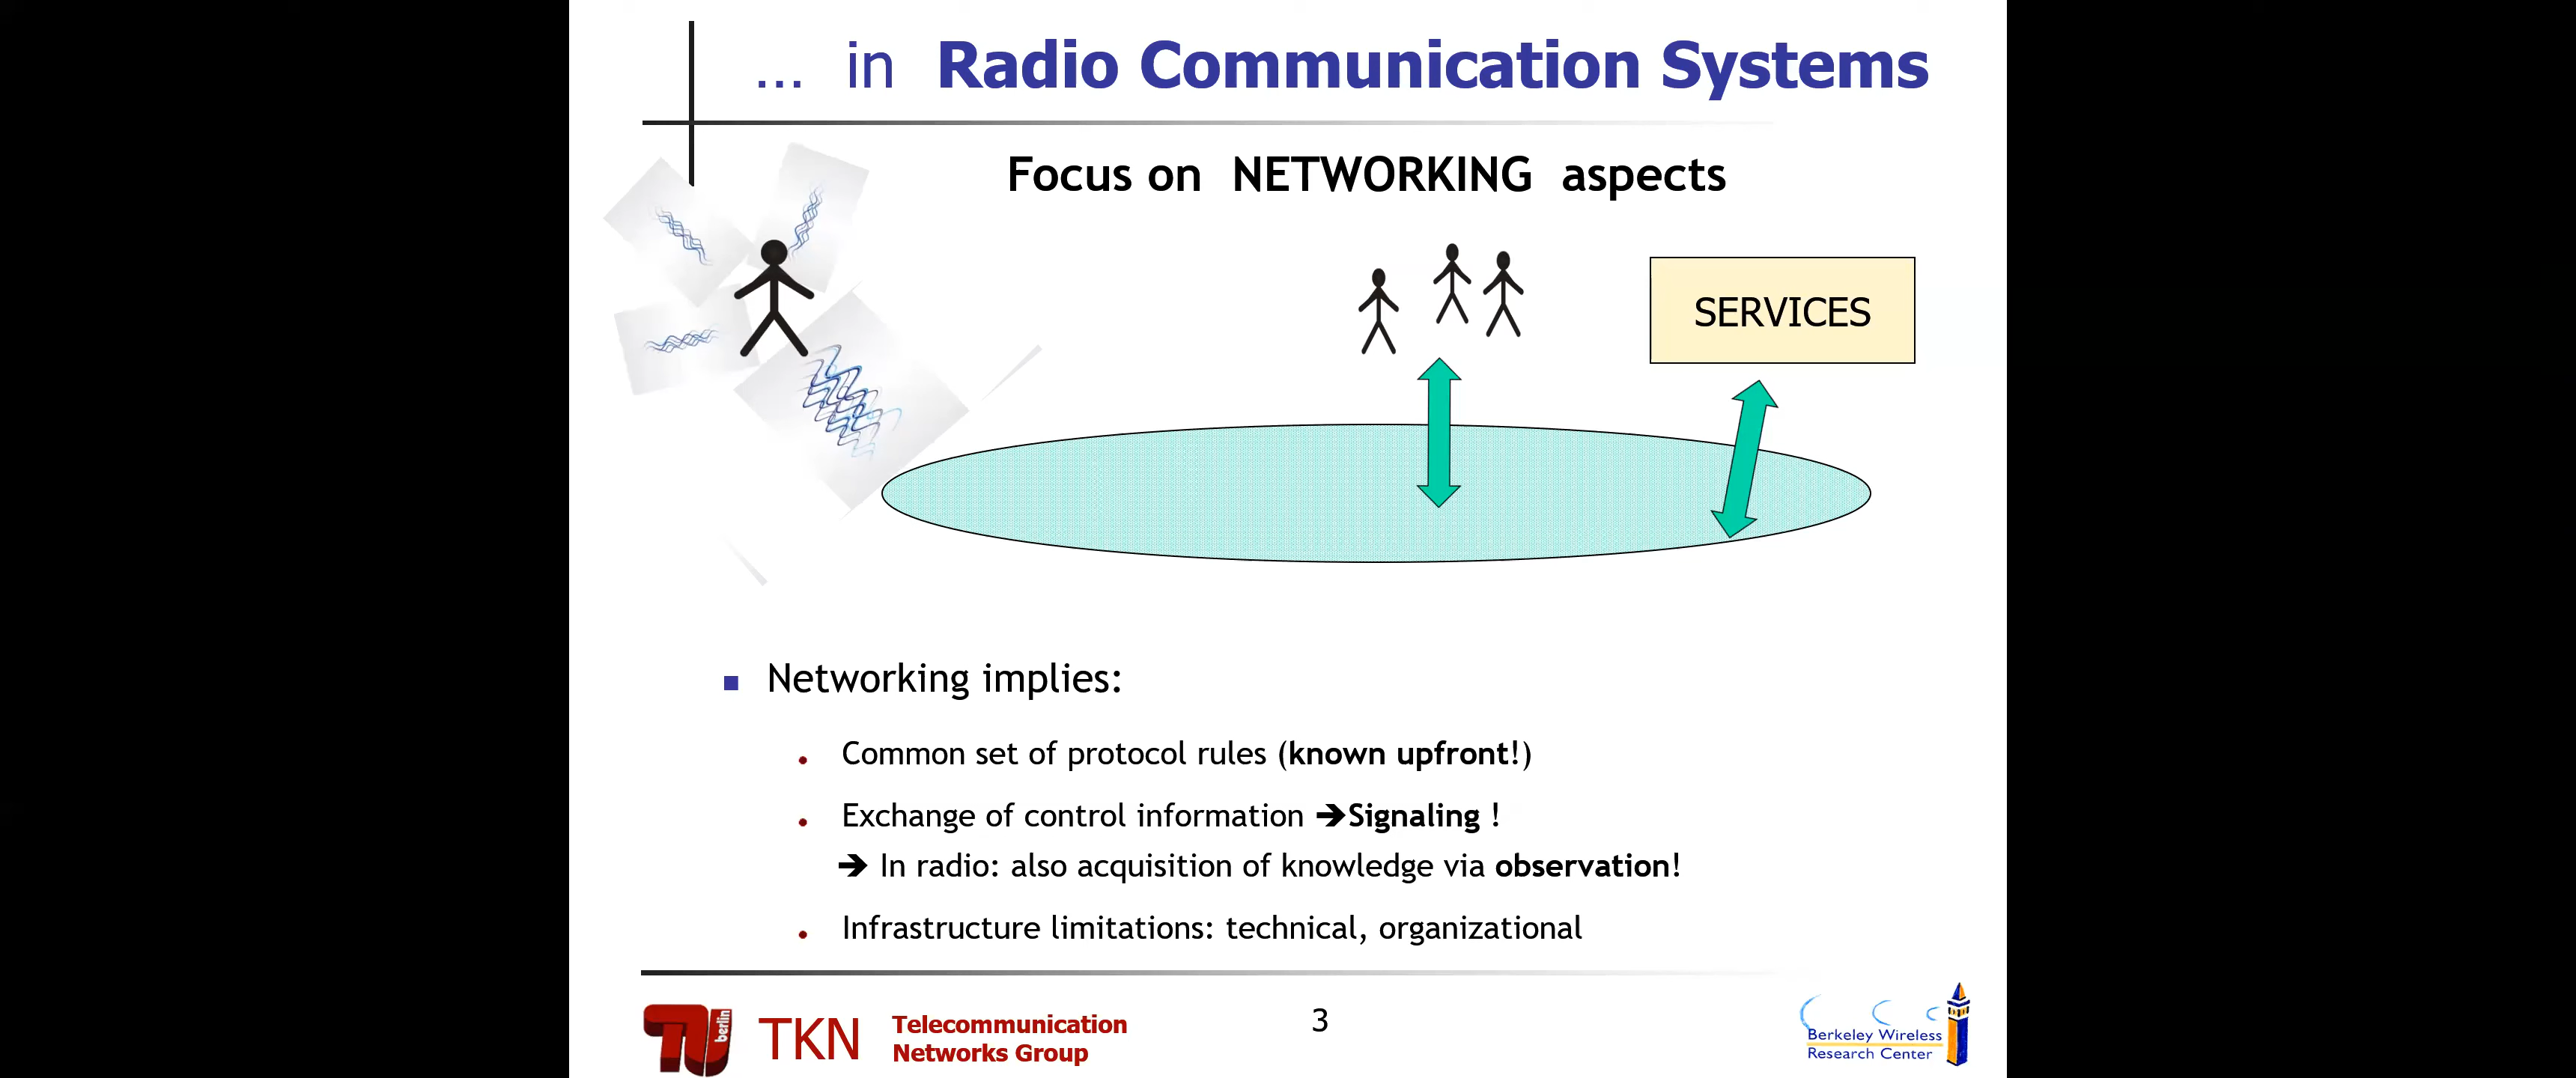 ... in Radio Communication Systems
Focus on NETWORKING aspects
SERVICES
Networking implies:
Common set of protocol rules (known upfront!)
Exchange of control information ➔Signaling !
➔ In radio: also acquisition of knowledge via observation!
Infrastructure limitations: technical, organizational
berlin
TKN
Telecommunication
Networks Group
3
Berkeley Wireless
Research Center